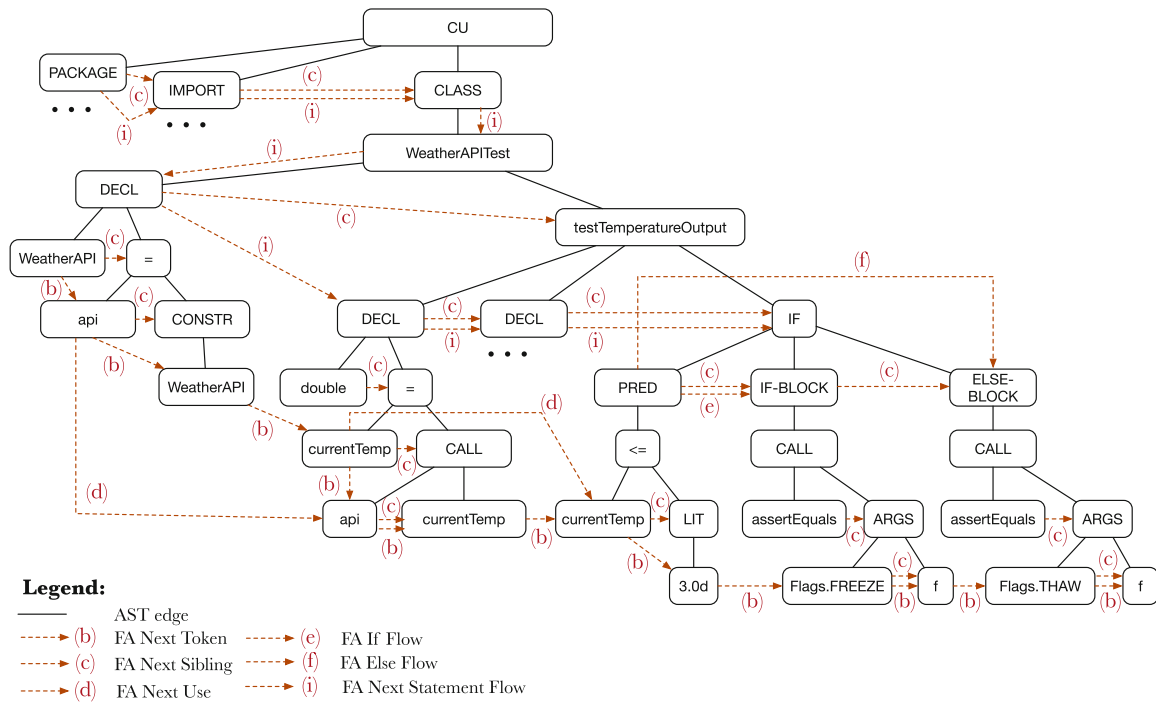 CU
PACKAGE
(c)
IMPORT
(c)
CLASS
(i)
(i)
(i)
• • •
• • •
(i)
WeatherAPITest
DECL
(c)
testTemperatureOutput
(i)
WeatherAPI
(c)
=
(f)
(b)
api
(c)
CONSTR
DECL
(c)
(i)
DECL
(c)
(i)
IF
• • •
(b)
WeatherAPI
double
(c)
=
PRED
(c)
(e)
IF-BLOCK
(c)
ELSE-
BLOCK
(b)
(d)
currentTemp
(c)
CALL
<=
CALL
CALL
(d)
(b)
api
(c)
(b)
currentTemp
(b)
currentTemp
(c)
LIT
assertEquals
(c)
ARGS
assertEquals
(c)
ARGS
(b)
3.0d
(b)
Flags.FREEZE
(c)
(b)
f
(b)
Flags.THAW
(c)
(b)
f
Legend:
AST edge
(b) FA Next Token
(c) FA Next Sibling
(d) FA Next Use
(e) FA If Flow
(f) FA Else Flow
(i) FA Next Statement Flow